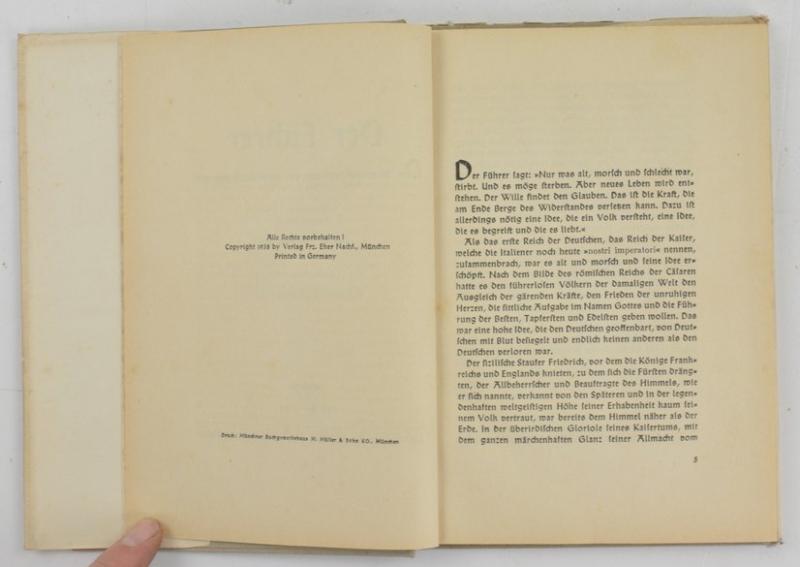 Alle Rechte vorbehalten!
Copyright 1938 by Verlag Frz. Eher Nachf., München
Printed in Germany
Druck: Münchner Buchgewerbehaus M. Müller & Sohn KG., München
Der Führer sagt: »Nur was alt, morsch und schlecht war,
stirbt. Und es möge sterben. Aber neues Leben wird ent-
stehen. Der Wille findet den Glauben. Das ist die Kraft, die
am Ende Berge des Widerstandes versetzen kann. Dazu ist
allerdings nötig eine Idee, die ein Volk versteht, eine Idee,
die es begreift und die es liebt.«
Als das erste Reich der Deutschen, das Reich der Kaiser,
welche die Italiener noch heute »nostri imperatori« nennen,
zusammenbrach, war es alt und morsch und seine Idee er-
schöpft. Nach dem Bilde des römischen Reichs der Cäsaren
hatte es den führerlosen Völkern der damaligen Welt den
Ausgleich der gärenden Kräfte, den Frieden der unruhigen
Herzen, die sittliche Aufgabe im Namen Gottes und die Füh-
rung der Besten, Tapfersten und Edelsten geben wollen. Das
war eine hohe Idee, die den Deutschen geoffenbart, von Deut-
schen mit Blut besiegelt und endlich keinen anderen als den
Deutschen verloren war.
Der sizilische Staufer Friedrich, vor dem die Könige Frank-
reichs und Englands knieten, zu dem sich die Fürsten dräng-
ten, der Allbeherrscher und Beauftragte des Himmels, wie
er sich nannte, verkannt von den Späteren und in der legen-
denhaften weltgeistigen Höhe seiner Erhabenheit kaum sei-
nem Volk vertraut, war bereits dem Himmel näher als der
Erde. In der überirdischen Gloriole seines Kaisertums, mit
dem ganzen märchenhaften Glanz seiner Allmacht vom
5